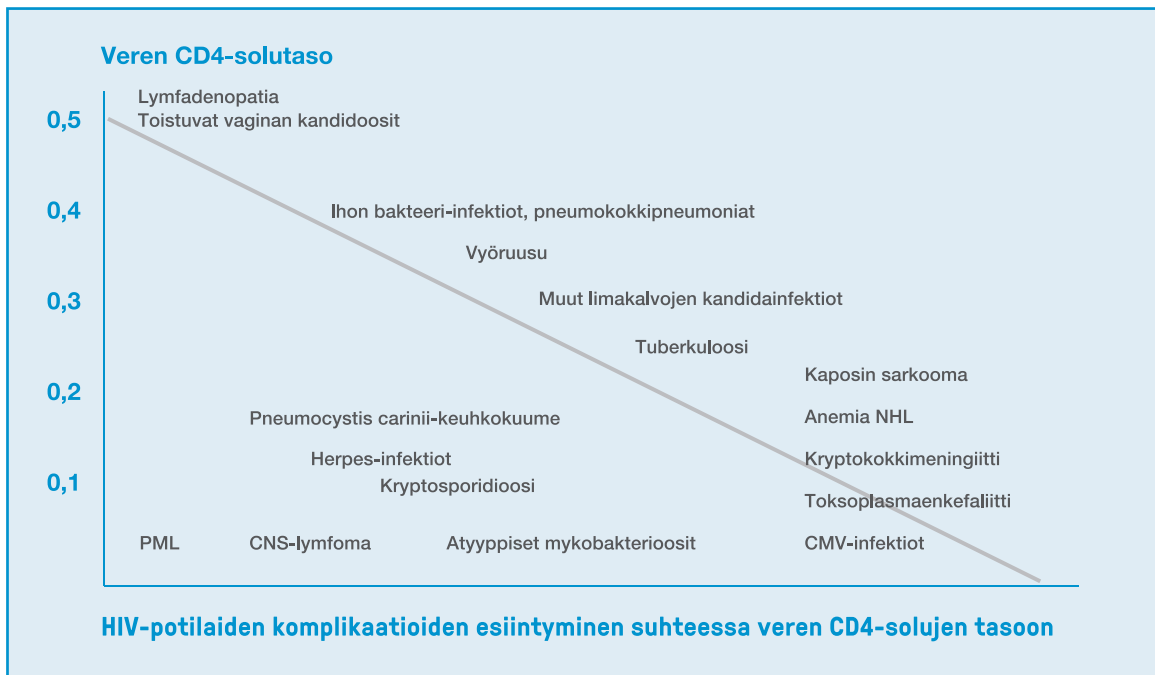 Veren CD4-solutaso
Lymfadenopatia
0,5
Toistuvat vaginan kandidoosit
0,4
Ihon bakteeri-infektiot, pneumokokkipneumoniat
Vyöruusu
0,3
Muut limakalvojen kandidainfektiot
Tuberkuloosi
Kaposin sarkooma
0,2
Pneumocystis carinii-keuhkokuume
Anemia NHL
Herpes-infektiot
Kryptokokkimeningiitti
0,1
Kryptosporidioosi
Toksoplasmaenkefaliitti
PML
CNS-lymfoma
Atyyppiset mykobakterioosit
CMV-infektiot
HIV-potilaiden komplikaatioiden esiintyminen suhteessa veren CD4-solujen tasoon